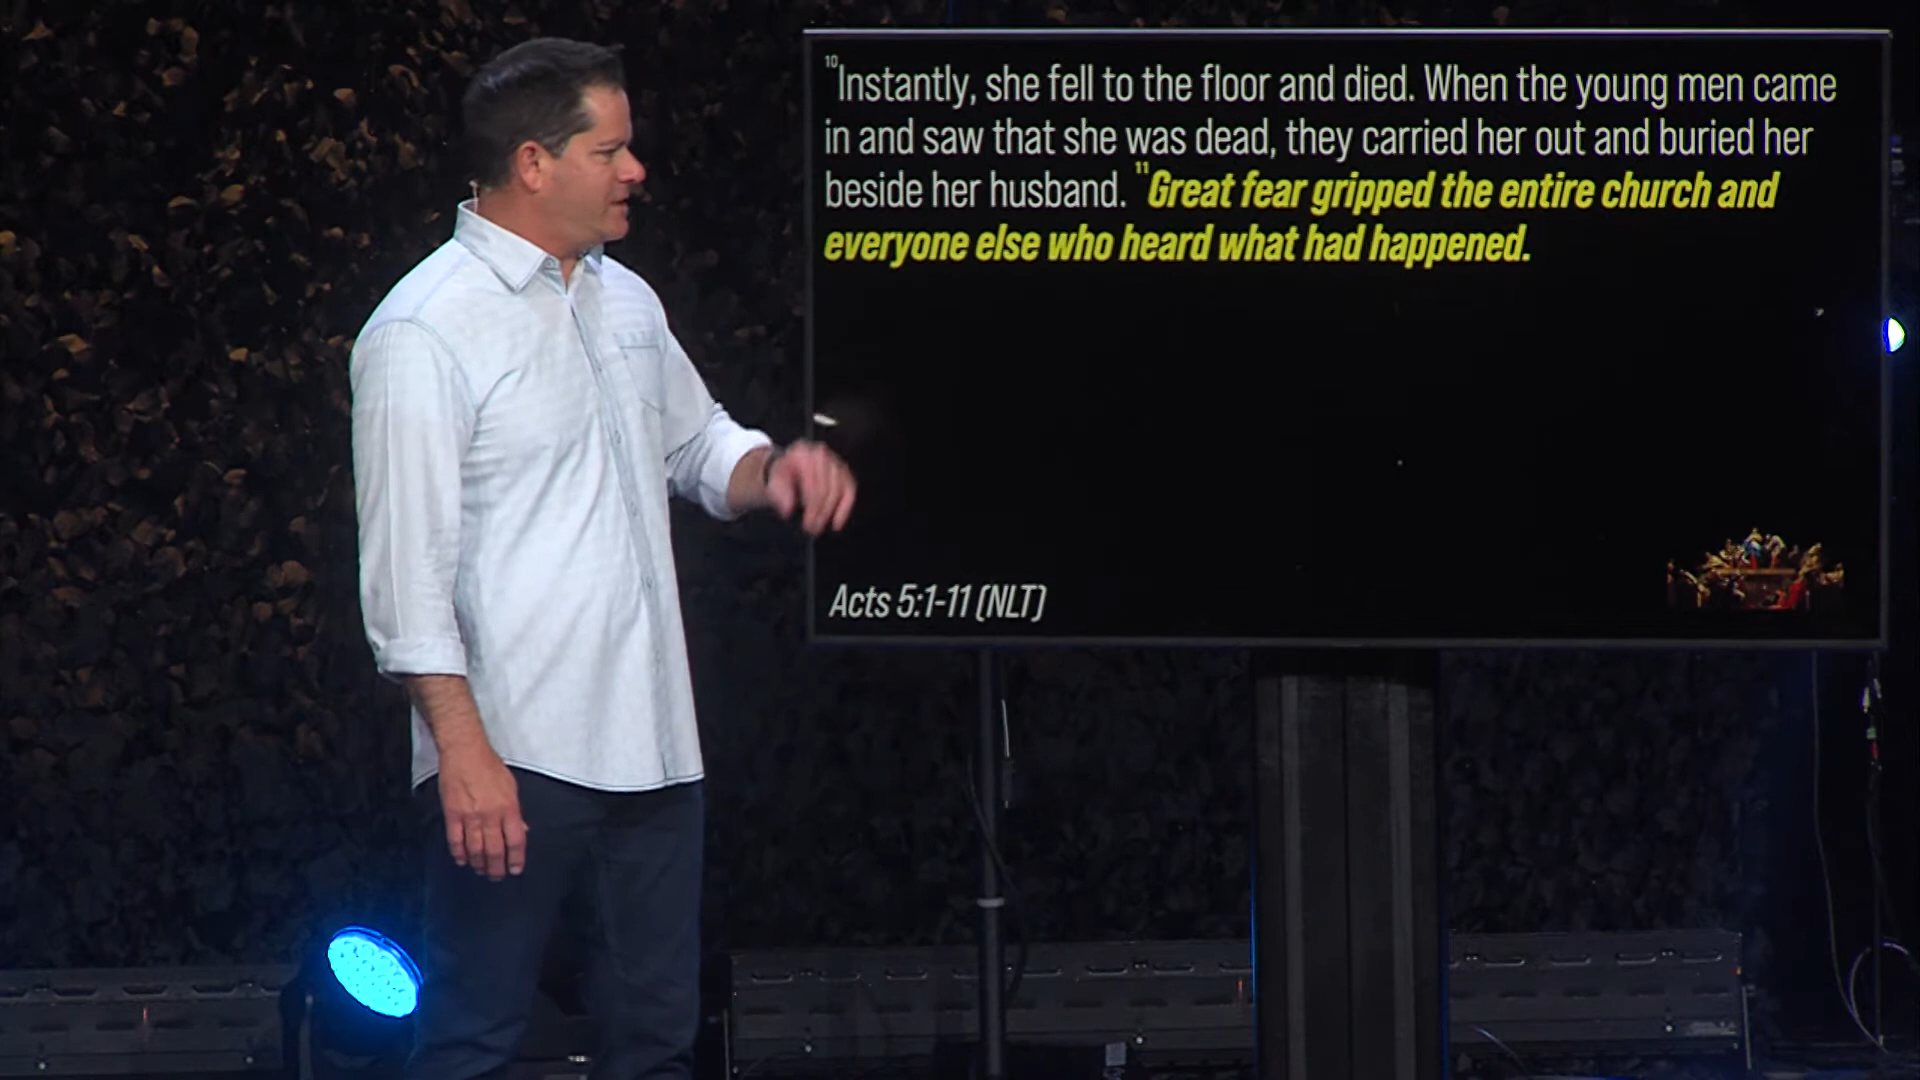 10Instantly, she fell to the floor and died. When the young men came
in and saw that she was dead, they carried her out and buried her
beside her husband. 11Great fear gripped the entire church and
everyone else who heard what had happened.
Acts 5:1-11 (NLT)